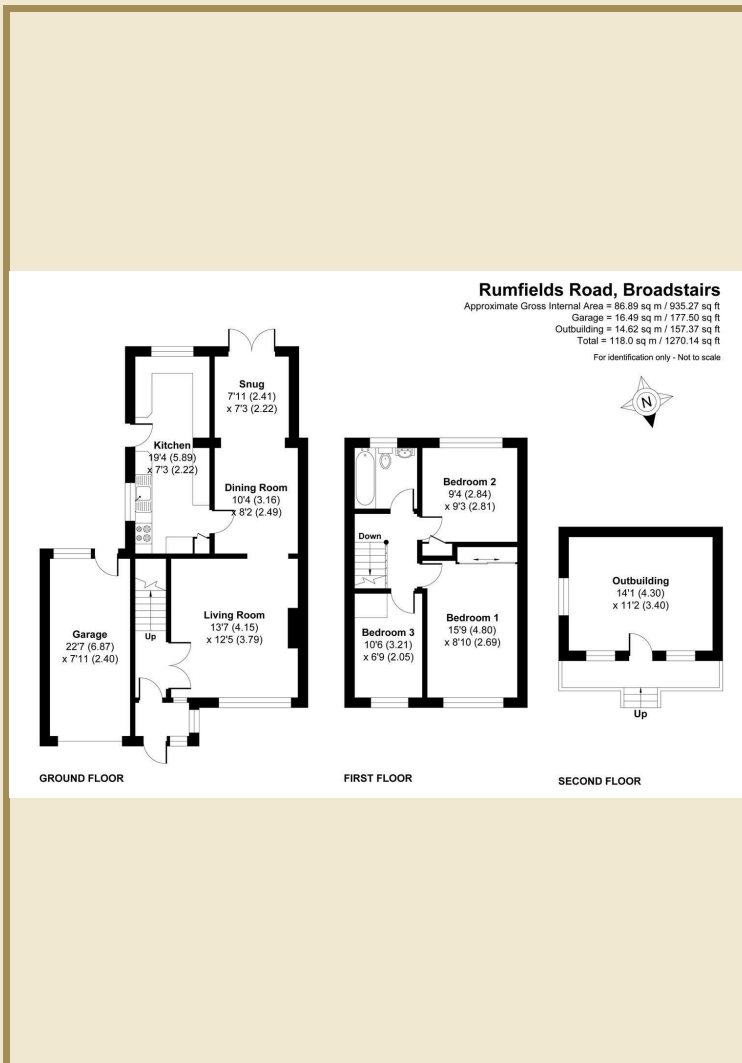 Rumfields Road, Broadstairs
Approximate Gross Internal Area = 86.89 sq m / 935.27 sq ft
Garage = 16.49 sq m / 177.50 sq ft
Outbuilding = 14.62 sq m / 157.37 sq ft
Total = 118.0 sq m / 1270.14 sq ft
For identification only - Not to scale
N
Snug
7'11 (2.41)
x 7'3 (2.22)
Kitchen
19'4 (5.89)
x 7'3 (2.22)
Dining Room
10'4 (3.16)
x 8'2 (2.49)
Living Room
13'7 (4.15)
x 12'5 (3.79)
Up
Garage
22'7 (6.87)
x 7'11 (2.40)
GROUND FLOOR
Bedroom 2
9'4 (2.84)
x 9'3 (2.81)
Down
Bedroom 1
15'9 (4.80)
x 8'10 (2.69)
Bedroom 3
10'6 (3.21)
x 6'9 (2.05)
FIRST FLOOR
Outbuilding
14'1 (4.30)
x 11'2 (3.40)
Up
SECOND FLOOR